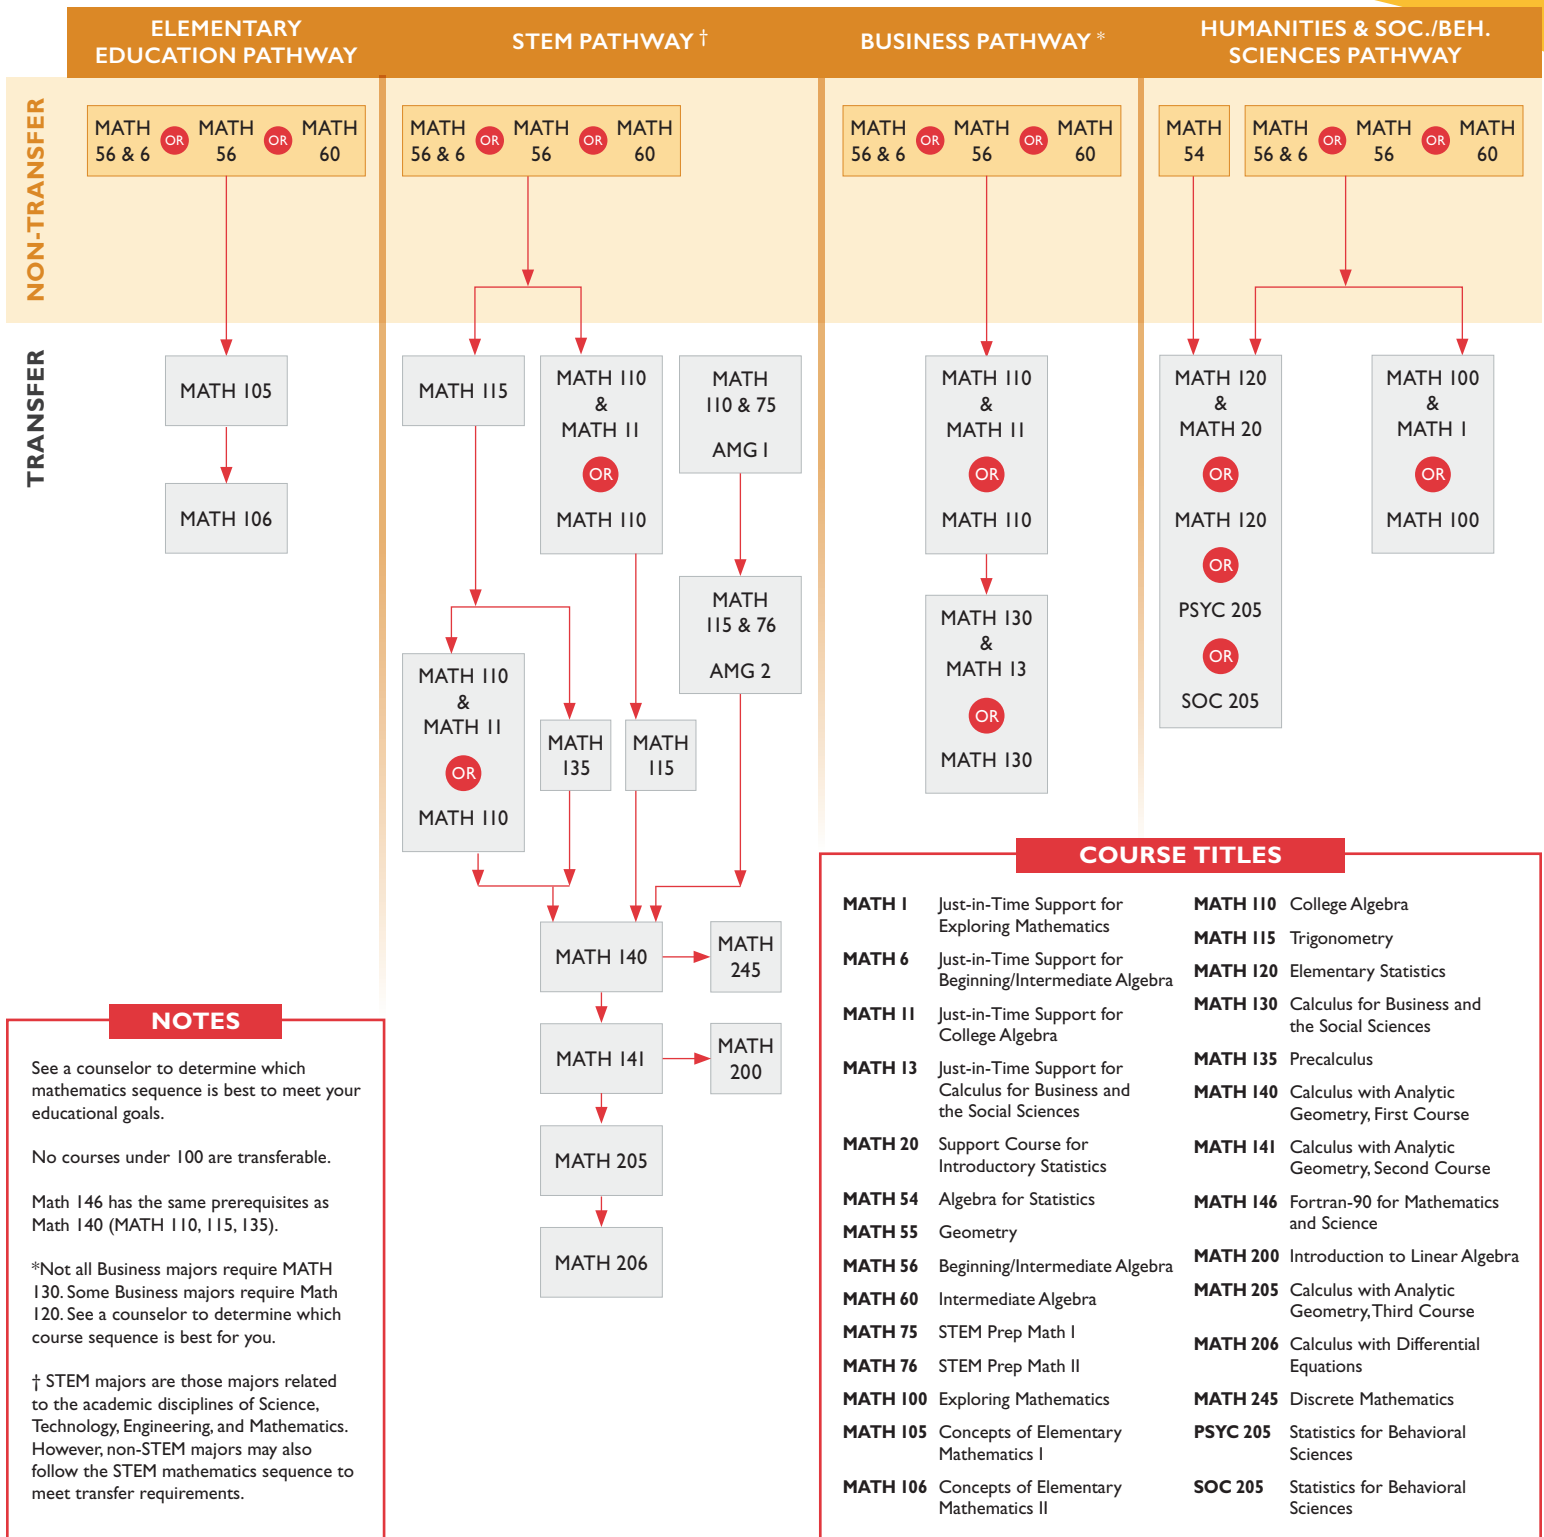 ELEMENTARY
EDUCATION PATHWAY
STEM PATHWAY †
BUSINESS PATHWAY *
HUMANITIES & SOC./BEH.
SCIENCES PATHWAY
NON-TRANSFER
MATH
56 & 6
OR
MATH
56
OR
MATH
60
MATH
56 & 6
OR
MATH
56
OR
MATH
60
MATH
56 & 6
OR
MATH
56
OR
MATH
60
MATH
54
MATH
56 & 6
OR
MATH
56
OR
MATH
60
TRANSFER
MATH 105
MATH 106
MATH 115
MATH 110
&
MATH 11
OR
MATH 110
MATH
110 & 75
AMG 1
MATH
115 & 76
AMG 2
MATH 110
&
MATH 11
OR
MATH 110
MATH
135
MATH
115
MATH 140
MATH
245
MATH 141
MATH
200
MATH 205
MATH 206
MATH 110
&
MATH 11
OR
MATH 110
MATH 130
&
MATH 13
OR
MATH 130
MATH 120
&
MATH 20
OR
MATH 120
OR
PSYC 205
OR
SOC 205
MATH 100
&
MATH 1
OR
MATH 100
NOTES
See a counselor to determine which
mathematics sequence is best to meet your
educational goals.
No courses under 100 are transferable.
Math 146 has the same prerequisites as
Math 140 (MATH 110, 115, 135).
*Not all Business majors require MATH
130. Some Business majors require Math
120. See a counselor to determine which
course sequence is best for you.
† STEM majors are those majors related
to the academic disciplines of Science,
Technology, Engineering, and Mathematics.
However, non-STEM majors may also
follow the STEM mathematics sequence to
meet transfer requirements.
COURSE TITLES
MATH 1 Just-in-Time Support for
Exploring Mathematics
MATH 6 Just-in-Time Support for
Beginning/Intermediate Algebra
MATH 11 Just-in-Time Support for
College Algebra
MATH 13 Just-in-Time Support for
Calculus for Business and
the Social Sciences
MATH 20 Support Course for
Introductory Statistics
MATH 54 Algebra for Statistics
MATH 55 Geometry
MATH 56 Beginning/Intermediate Algebra
MATH 60 Intermediate Algebra
MATH 75 STEM Prep Math I
MATH 76 STEM Prep Math II
MATH 100 Exploring Mathematics
MATH 105 Concepts of Elementary
Mathematics I
MATH 106 Concepts of Elementary
Mathematics II
MATH 110 College Algebra
MATH 115 Trigonometry
MATH 120 Elementary Statistics
MATH 130 Calculus for Business and
the Social Sciences
MATH 135 Precalculus
MATH 140 Calculus with Analytic
Geometry, First Course
MATH 141 Calculus with Analytic
Geometry, Second Course
MATH 146 Fortran-90 for Mathematics
and Science
MATH 200 Introduction to Linear Algebra
MATH 205 Calculus with Analytic
Geometry, Third Course
MATH 206 Calculus with Differential
Equations
MATH 245 Discrete Mathematics
PSYC 205 Statistics for Behavioral
Sciences
SOC 205 Statistics for Behavioral
Sciences